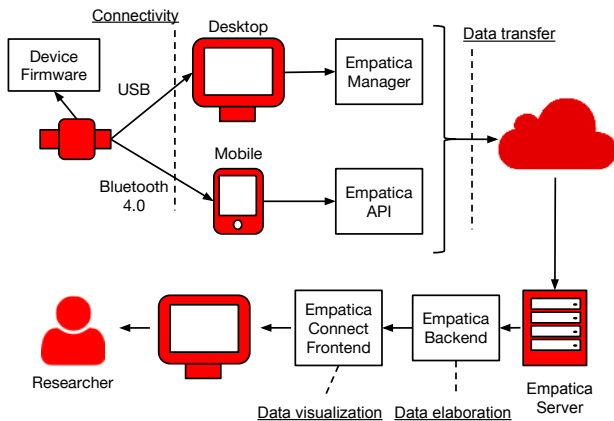 Connectivity
Desktop
Data transfer
Device
Firmware
USB
Empatica
Manager
Mobile
Bluetooth
4.0
Empatica
API
Empatica
Connect
Frontend
Empatica
Backend
Researcher
Empatica
Server
Data visualization
Data elaboration